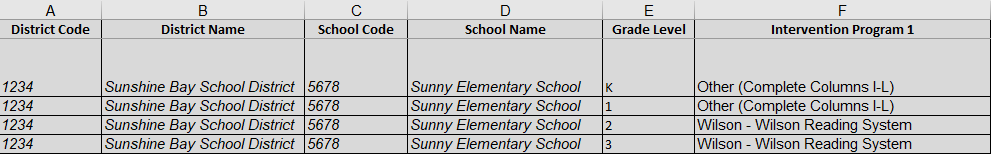 A B C D E F
District Code District Name School Code School Name Grade Level Intervention Program 1
1234 Sunshine Bay School District 5678 Sunny Elementary School K Other (Complete Columns I-L)
1234 Sunshine Bay School District 5678 Sunny Elementary School 1 Other (Complete Columns I-L)
1234 Sunshine Bay School District 5678 Sunny Elementary School 2 Wilson - Wilson Reading System
1234 Sunshine Bay School District 5678 Sunny Elementary School 3 Wilson - Wilson Reading System